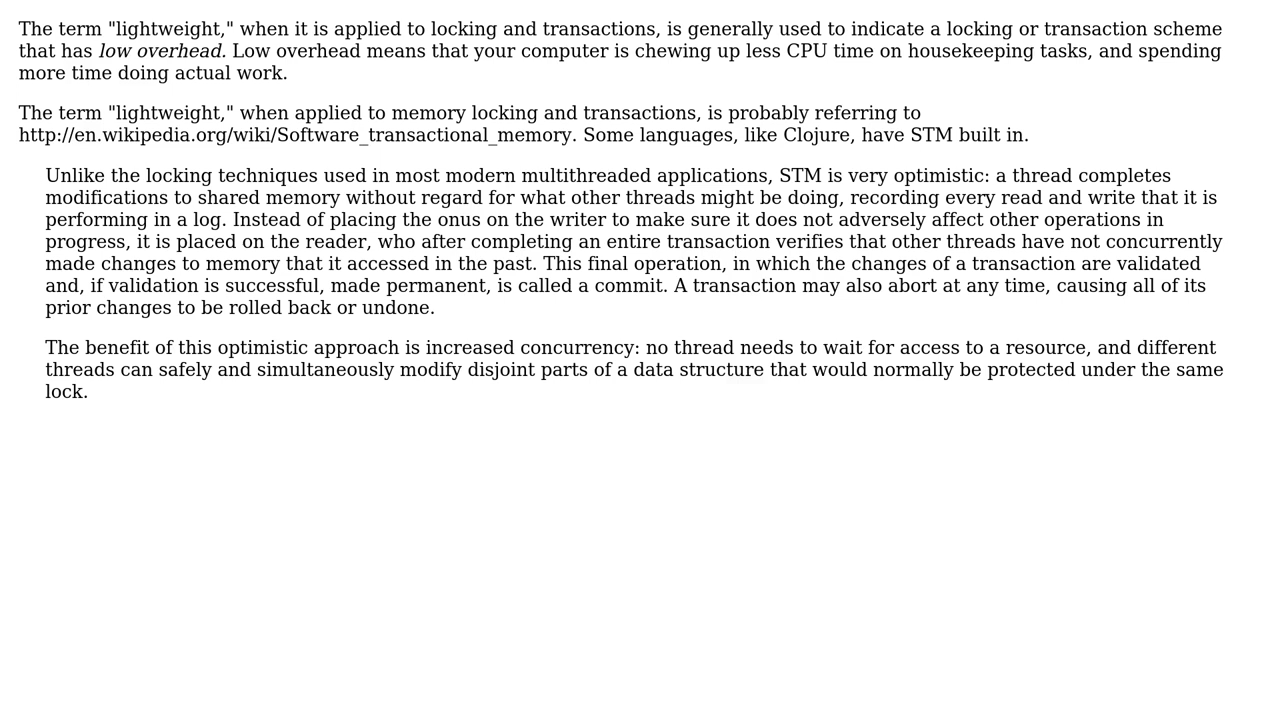 The term "lightweight," when it is applied to locking and transactions, is generally used to indicate a locking or transaction scheme
that has low overhead. Low overhead means that your computer is chewing up less CPU time on housekeeping tasks, and spending
more time doing actual work.
The term "lightweight," when applied to memory locking and transactions, is probably referring to
http://en.wikipedia.org/wiki/Software_transactional_memory. Some languages, like Clojure, have STM built in.
Unlike the locking techniques used in most modern multithreaded applications, STM is very optimistic: a thread completes
modifications to shared memory without regard for what other threads might be doing, recording every read and write that it is
performing in a log. Instead of placing the onus on the writer to make sure it does not adversely affect other operations in
progress, it is placed on the reader, who after completing an entire transaction verifies that other threads have not concurrently
made changes to memory that it accessed in the past. This final operation, in which the changes of a transaction are validated
and, if validation is successful, made permanent, is called a commit. A transaction may also abort at any time, causing all of its
prior changes to be rolled back or undone.
The benefit of this optimistic approach is increased concurrency: no thread needs to wait for access to a resource, and different
threads can safely and simultaneously modify disjoint parts of a data structure that would normally be protected under the same
lock.